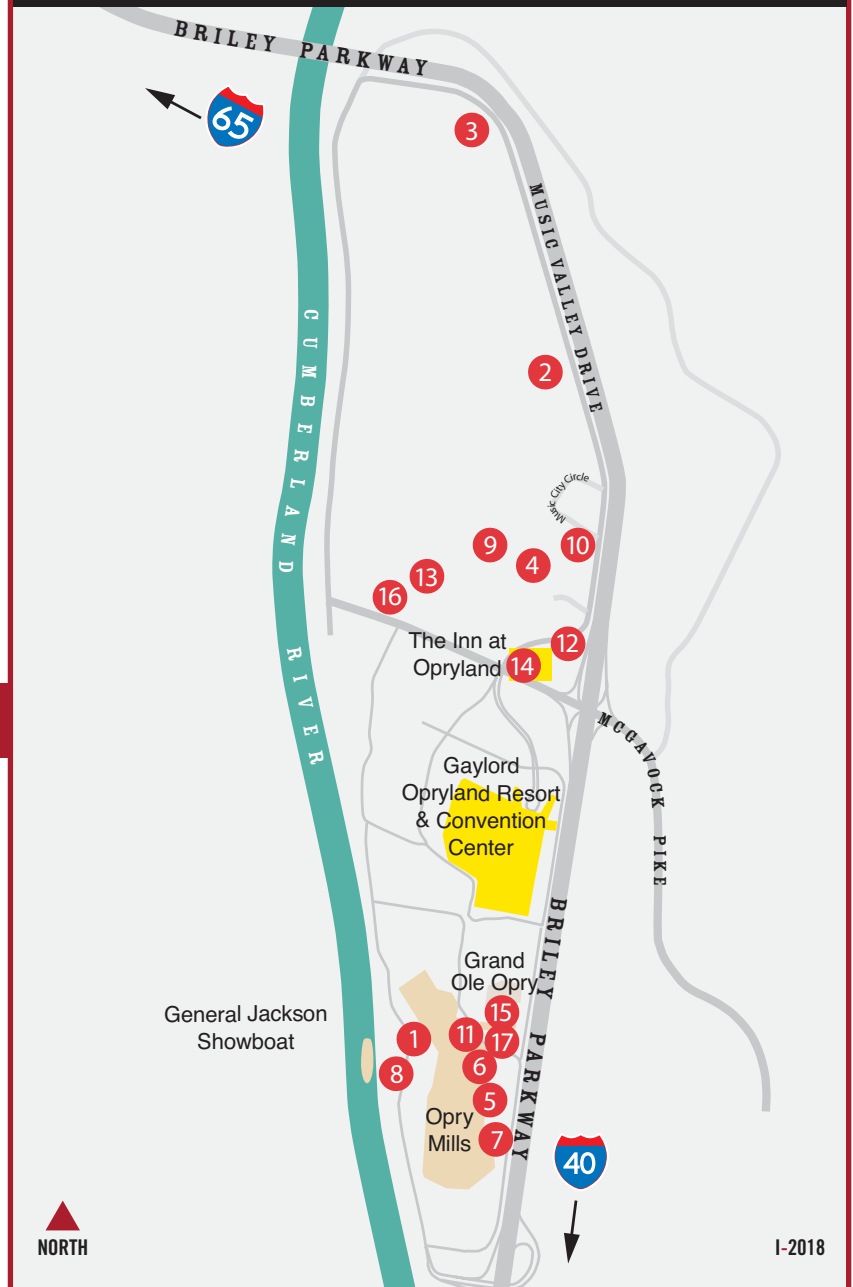 BRILEY PARKWAY
65
3
MUSIC VALLEY DRIVE
CUMBERLAND RIVER
2
Music City Circle
9
10
4
13
16
The Inn at
Opryland
12
14
MCGAVOCK PIKE
Gaylord
Opryland Resort
& Convention
Center
BRILEY PARKWAY
Grand
Ole Opry
General Jackson
Showboat
15
11
1
17
6
8
5
Opry
Mills
7
40
NORTH
I-2018